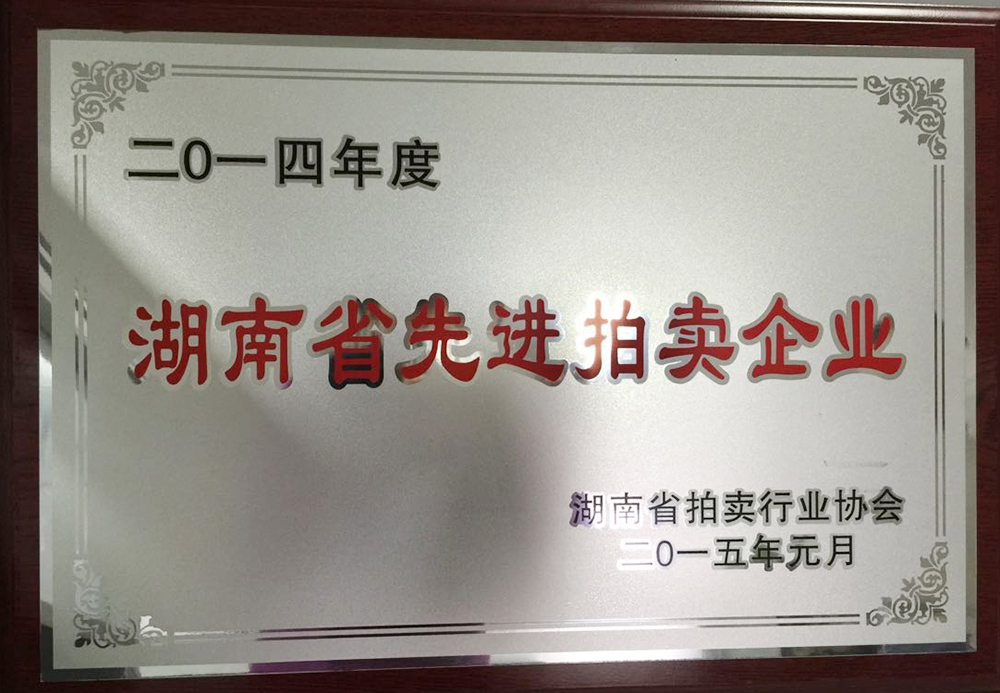 二0一四年度
湖南省先进拍卖企业
湖南省拍卖行业协会
二0一五年元月